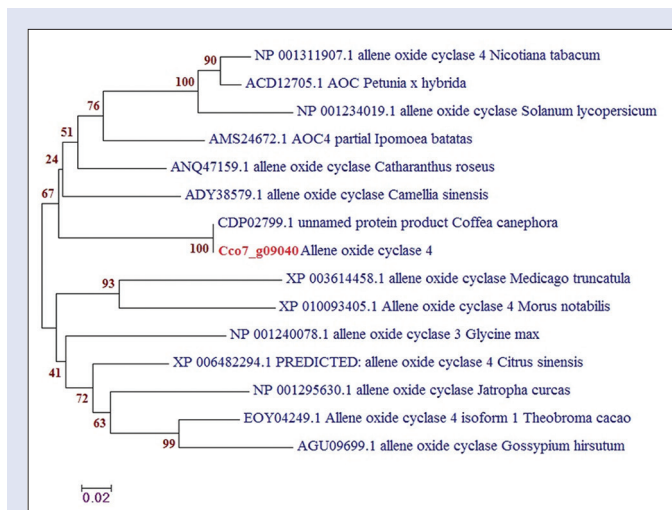 90
NP 001311907.1 allene oxide cyclase 4 Nicotiana tabacum
100
ACD12705.1 AOC Petunia x hybrida
76
NP 001234019.1 allene oxide cyclase Solanum lycopersicum
51
AMS24672.1 AOC4 partial Ipomoea batatas
24
ANQ47159.1 allene oxide cyclase Catharanthus roseus
67
ADY38579.1 allene oxide cyclase Camellia sinensis
CDP02799.1 unnamed protein product Coffea canephora
100 Cco7_g09040 Allene oxide cyclase 4
93
XP 003614458.1 allene oxide cyclase Medicago truncatula
XP 010093405.1 Allene oxide cyclase 4 Morus notabilis
NP 001240078.1 allene oxide cyclase 3 Glycine max
41
XP 006482294.1 PREDICTED: allene oxide cyclase 4 Citrus sinensis
72
NP 001295630.1 allene oxide cyclase Jatropha curcas
63
EOY04249.1 Allene oxide cyclase 4 isoform 1 Theobroma cacao
99
AGU09699.1 allene oxide cyclase Gossypium hirsutum
0.02